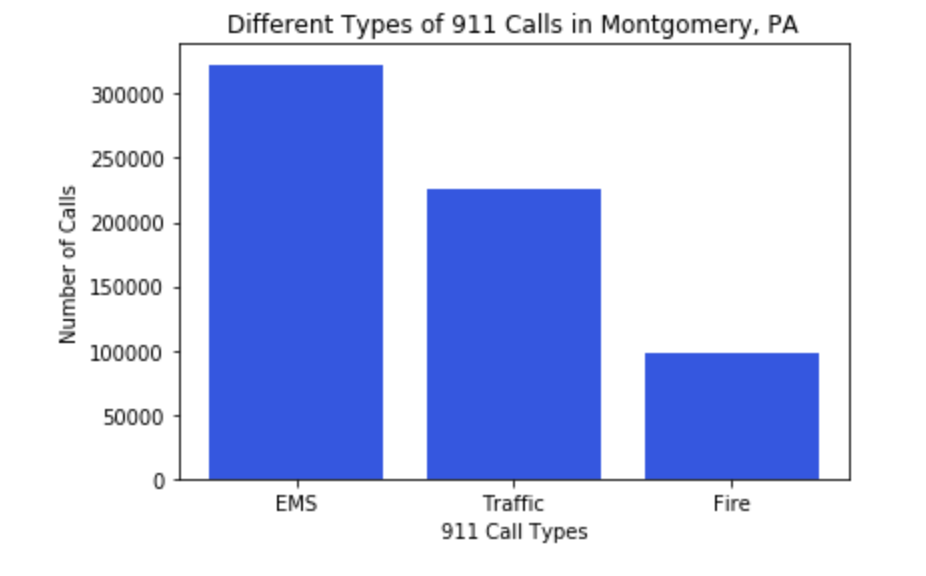 Different Types of 911 Calls in Montgomery, PA
Number of Calls
300000
250000
200000
150000
100000
50000
0
EMS Traffic Fire
911 Call Types